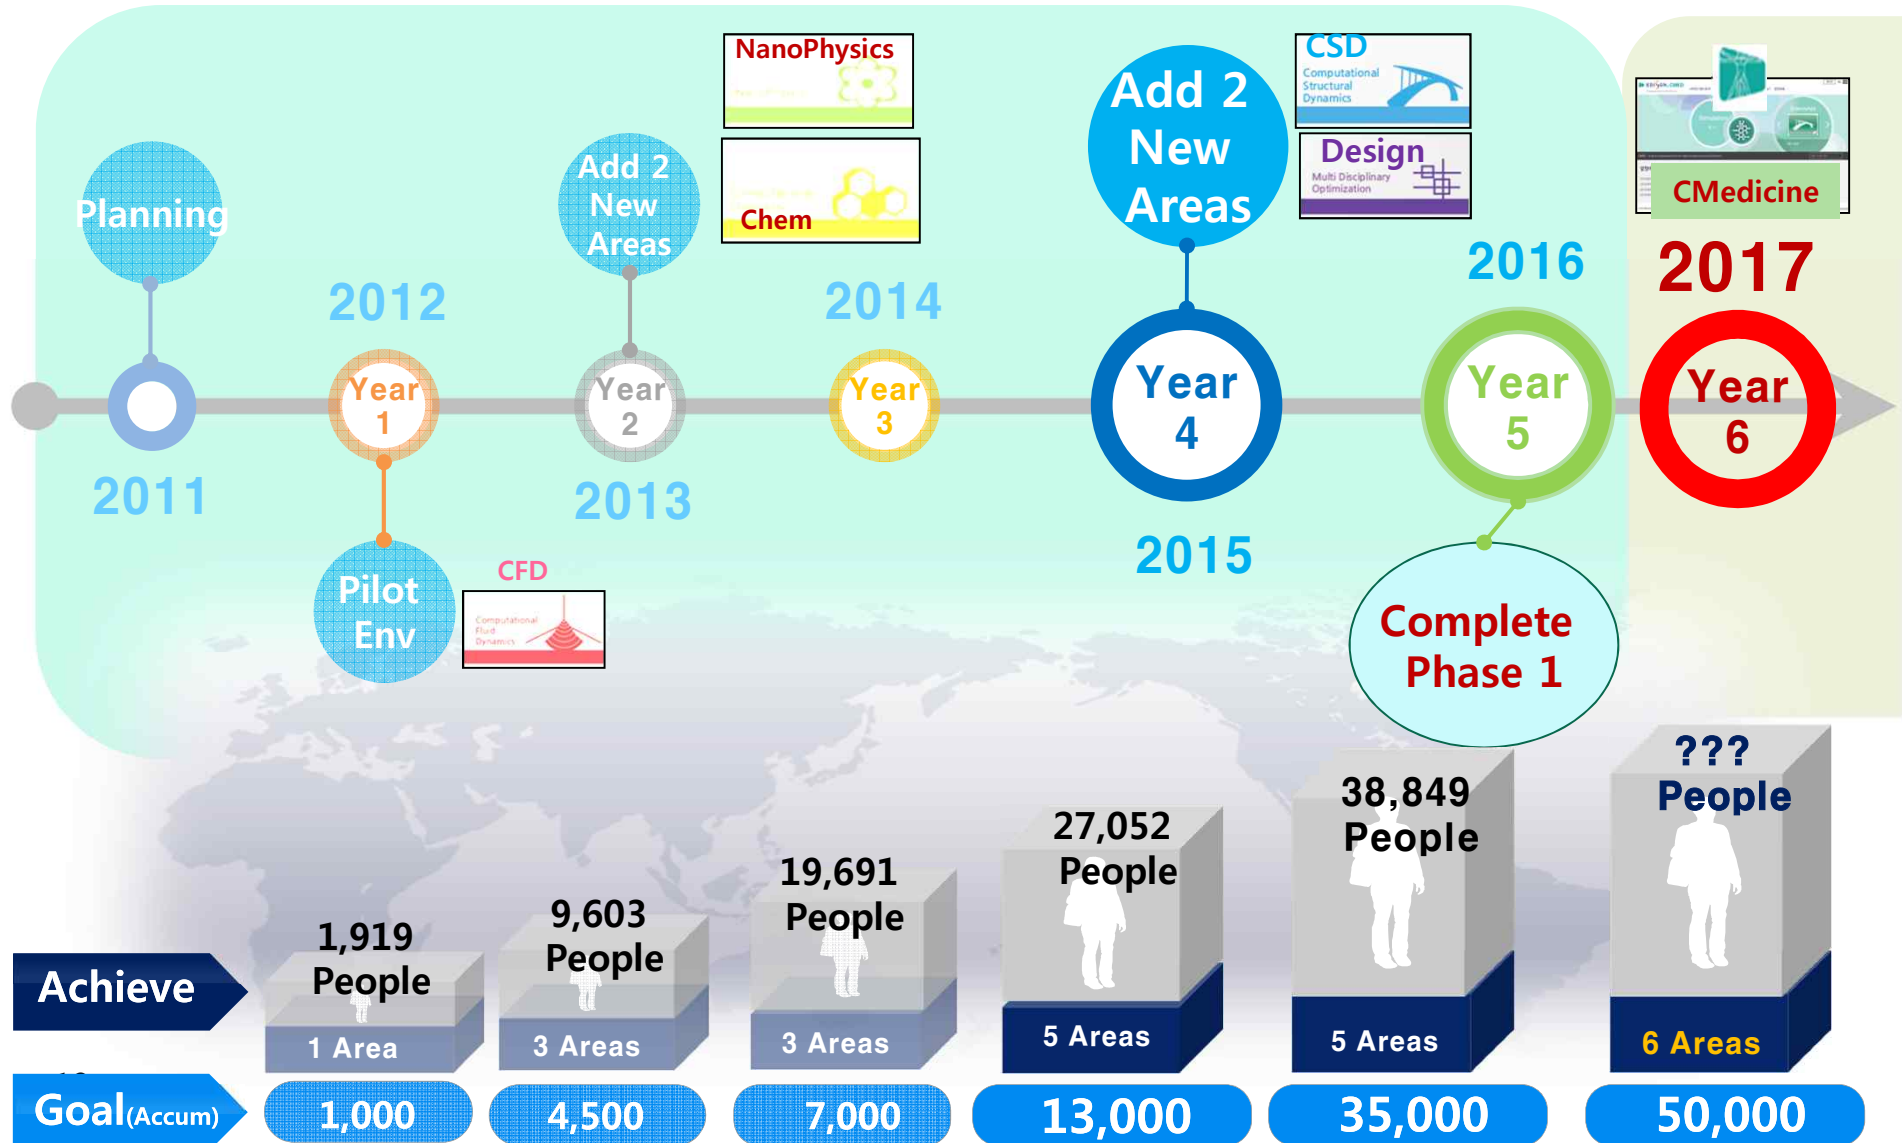 NanoPhysics
Chem
Add 2
New
Areas
CSD
Computational
Structural
Dynamics
Design
Multi Disciplinary
Optimization
CMedicine
Planning
Add 2
New
Areas
2012
2014
2016
2017
Year
1
Year
2
Year
3
Year
4
Year
5
Year
6
2011
2013
2015
Pilot
Env
CFD
Computational
Fluid
Dynamics
Complete
Phase 1
1,919
People
9,603
People
19,691
People
27,052
People
38,849
People
???
People
Achieve
1 Area
3 Areas
3 Areas
5 Areas
5 Areas
6 Areas
Goal(Accum)
1,000
4,500
7,000
13,000
35,000
50,000